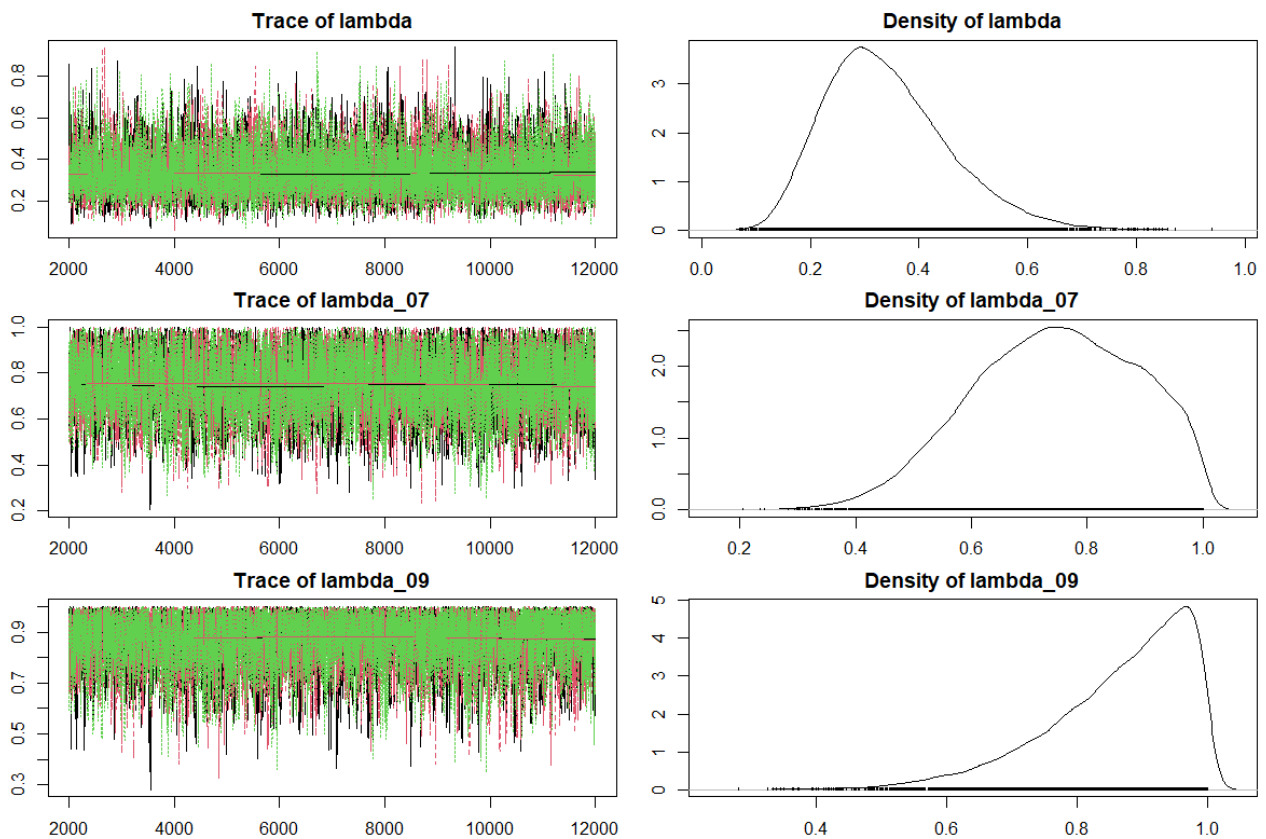 Trace of lambda
Density of lambda
0.8
0.6
0.4
0.2
2000 4000 6000 8000 10000 12000
3
2
1
0
0.0 0.2 0.4 0.6 0.8 1.0
Trace of lambda_07
Density of lambda_07
1.0
0.8
0.6
0.4
0.2
2000 4000 6000 8000 10000 12000
2.0
1.0
0.0
0.2 0.4 0.6 0.8 1.0
Trace of lambda_09
Density of lambda_09
0.9
0.7
0.5
0.3
2000 4000 6000 8000 10000 12000
5
4
3
2
1
0
0.4 0.6 0.8 1.0